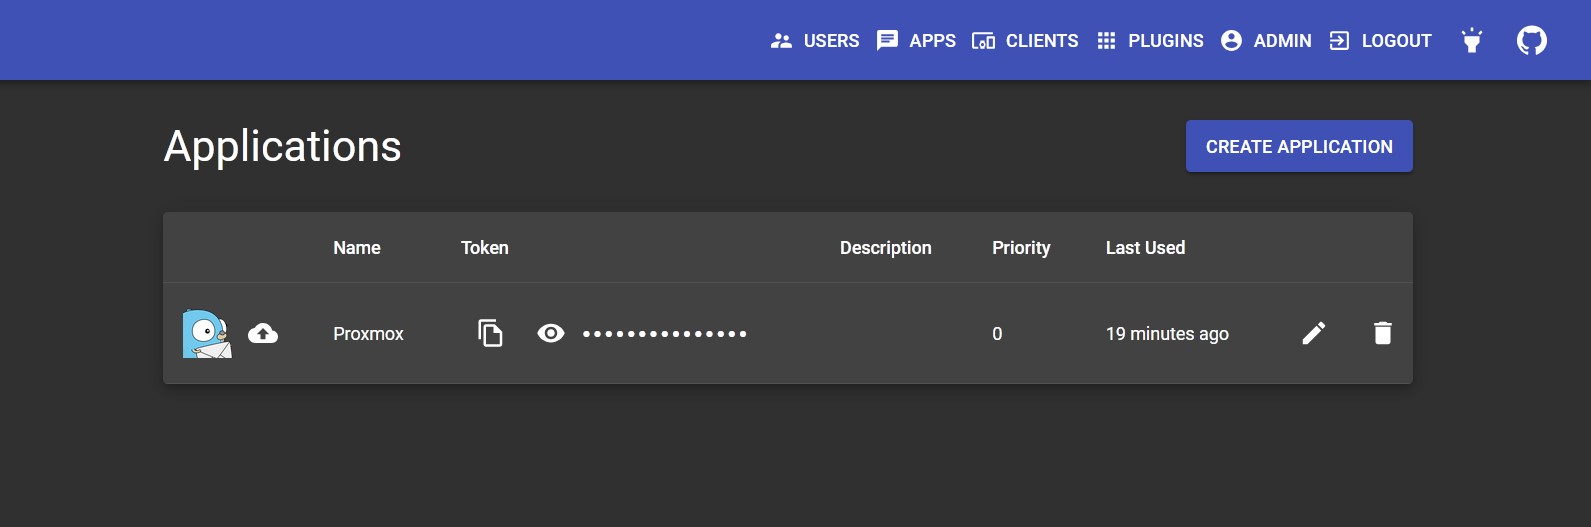 USERS APPS CLIENTS PLUGINS ADMIN LOGOUT
Applications CREATE APPLICATION
Name Token Description Priority Last Used
Proxmox ••••••••••••••• 0 19 minutes ago